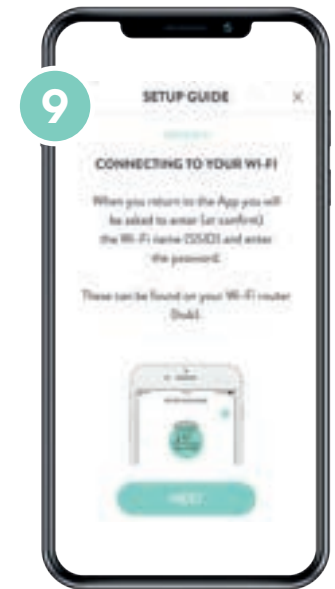 9
SETUP GUIDE ×
CONNECTING TO YOUR WI-FI
When you return to the App you will
be asked to enter (or confirm)
the Wi-Fi name (SSID) and enter
the password.
These can be found on your Wi-Fi router
(hub).
NEXT